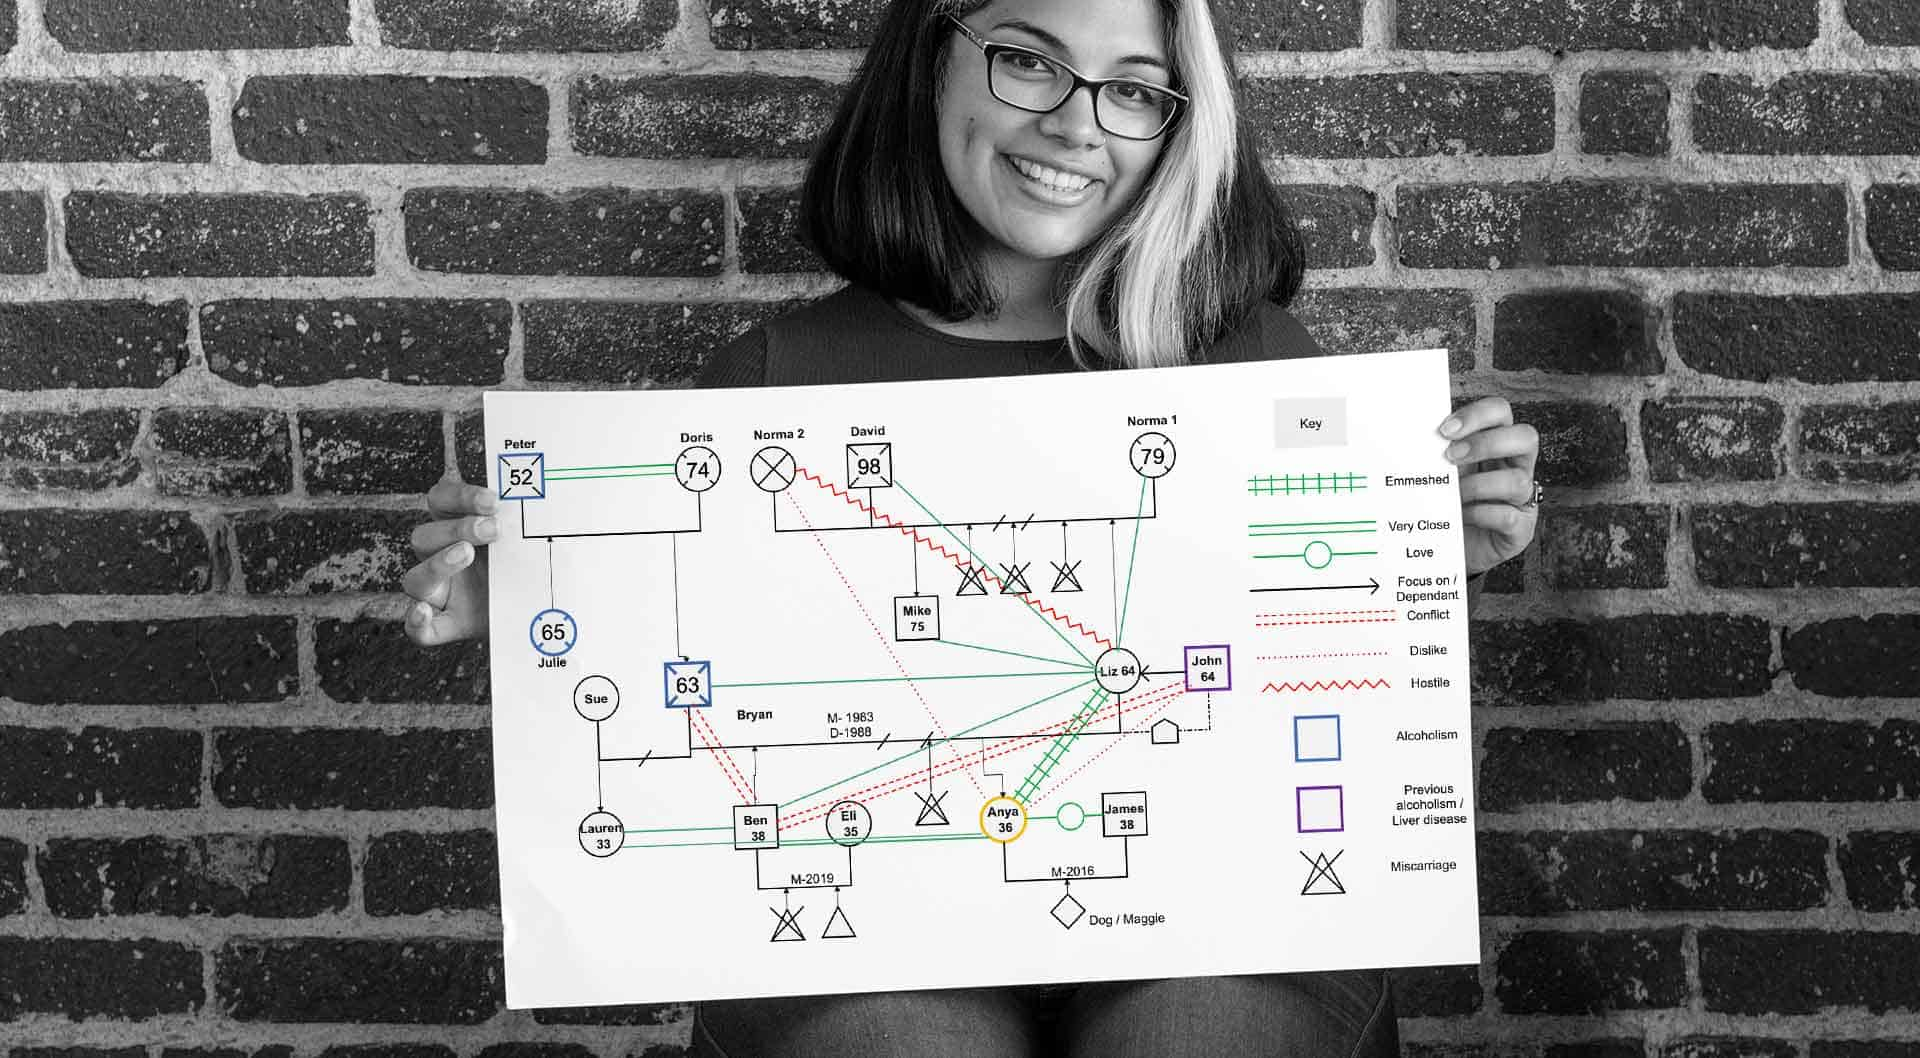 Peter
52
Doris
74
Norma 2
David
98
Norma 1
79
Key
Emmeshed
Very Close
Love
Focus on /
Dependant
Conflict
Dislike
Hostile
Alcoholism
Previous
alcoholism /
Liver disease
Miscarriage
65
Julie
Mike
75
Sue
63
Bryan
M- 1983
D-1988
Liz 64
John
64
Lauren
33
Ben
38
Eli
35
Anya
36
James
38
M-2019
M-2016
Dog / Maggie